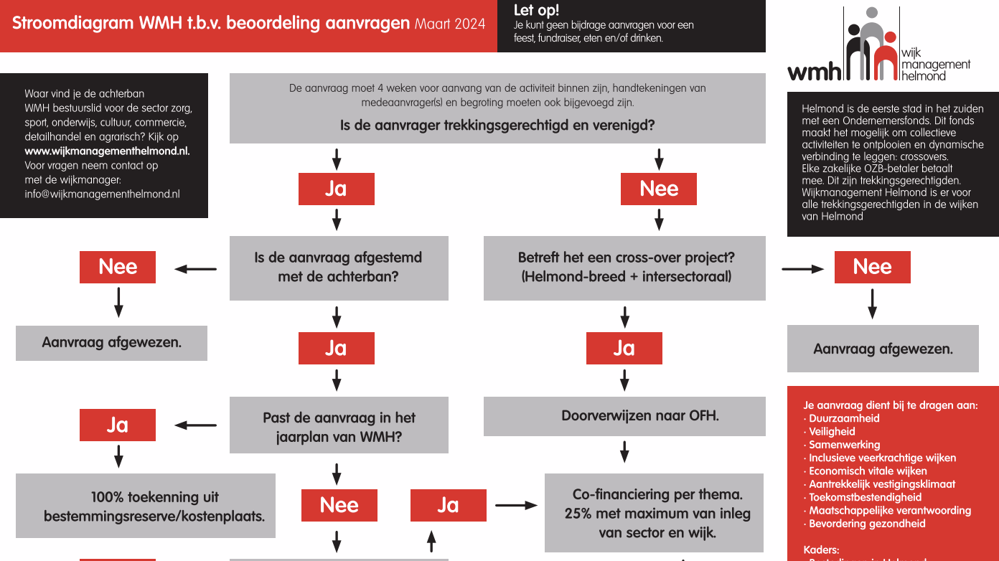 Stroomdiagram WMH t.b.v. beoordeling aanvragen Maart 2024
Let op!
Je kunt geen bijdrage aanvragen voor een
feest, fundraiser, eten en/of drinken.
wmh
wijk
management
helmond
Waar vind je de achterban
WMH bestuurslid voor de sector zorg,
sport, onderwijs, cultuur, commercie,
detailhandel en agrarisch? Kijk op
www.wijkmanagementhelmond.nl.
Voor vragen neem contact op
met de wijkmanager:
info@wijkmanagementhelmond.nl
De aanvraag moet 4 weken voor aanvang van de activiteit binnen zijn, handtekeningen van
medeaanvrager(s) en begroting moeten ook bijgevoegd zijn.
Is de aanvrager trekkingsgerechtigd en verenigd?
Helmond is de eerste stad in het zuiden
met een Ondernemersfonds. Dit fonds
maakt het mogelijk om collectieve
activiteiten te ontplooien en dynamische
verbinding te leggen: crossovers.
Elke zakelijke OZB-betaler betaalt
mee. Dit zijn trekkingsgerechtigden.
Wijkmanagement Helmond is er voor
alle trekkingsgerechtigden in de wijken
van Helmond
Ja
Nee
Nee
Is de aanvraag afgestemd
met de achterban?
Betreft het een cross-over project?
(Helmond-breed + intersectoraal)
Nee
Aanvraag afgewezen.
Ja
Ja
Aanvraag afgewezen.
Ja
Past de aanvraag in het
jaarplan van WMH?
Doorverwijzen naar OFH.
100% toekenning uit
bestemmingsreserve/kostenplaats.
Nee
Ja
Co-financiering per thema.
25% met maximum van inleg
van sector en wijk.
Je aanvraag dient bij te dragen aan:
· Duurzaamheid
· Veiligheid
· Samenwerking
· Inclusieve veerkrachtige wijken
· Economisch vitale wijken
· Aantrekkelijk vestigingsklimaat
· Toekomstbestendigheid
· Maatschappelijke verantwoording
· Bevordering gezondheid
Kaders: